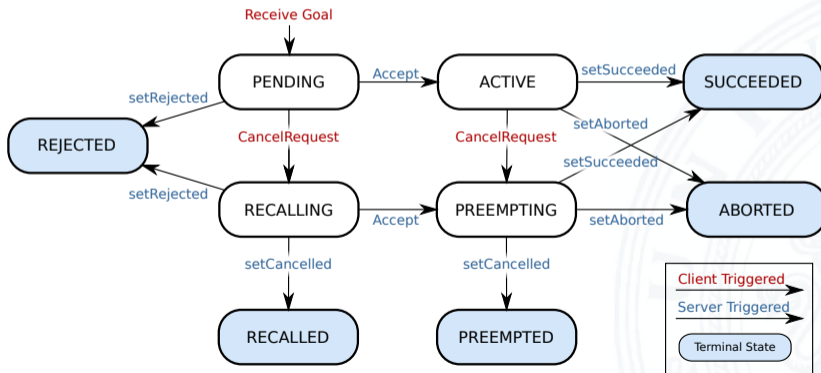 Receive Goal
PENDING
Accept
ACTIVE
setSucceeded
SUCCEEDED
setRejected
setAborted
REJECTED
CancelRequest
CancelRequest
setSucceeded
setRejected
RECALLING
Accept
PREEMPTING
setAborted
ABORTED
setCancelled
setCancelled
RECALLED
PREEMPTED
Client Triggered
Server Triggered
Terminal State